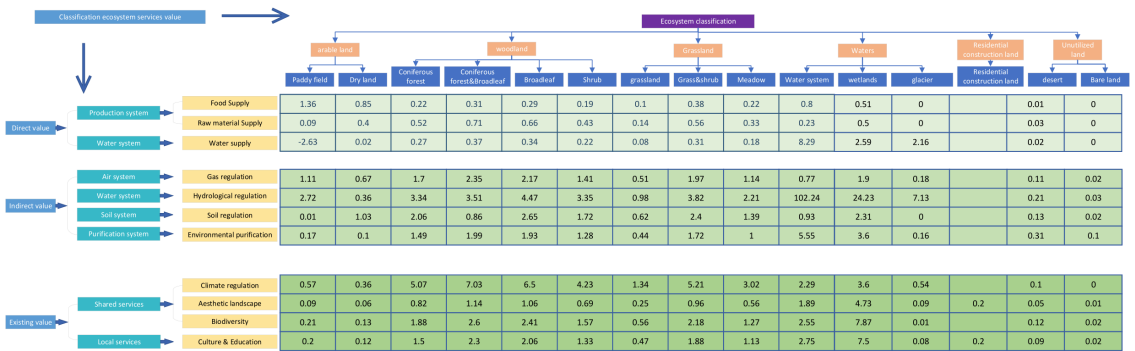 Classification ecosystem services value
Ecosystem classification
arable land woodland Grassland Waters Residential construction land Unutilized land
Paddy field Dry land Coniferous forest Coniferous forest&Broadleaf Broadleaf Shrub grassland Grass&shrub Meadow Water system wetlands glacier Residential construction land desert Bare land
Direct value Production system Food Supply 1.36 0.85 0.22 0.31 0.29 0.19 0.1 0.38 0.22 0.8 0.51 0 0.01 0
Raw material Supply 0.09 0.4 0.52 0.71 0.66 0.43 0.14 0.56 0.33 0.23 0.5 0 0.03 0
Water system Water supply -2.63 0.02 0.27 0.37 0.34 0.22 0.08 0.31 0.18 8.29 2.59 2.16 0.02 0
Indirect value Air system Gas regulation 1.11 0.67 1.7 2.35 2.17 1.41 0.51 1.97 1.14 0.77 1.9 0.18 0.11 0.02
Water system Hydrological regulation 2.72 0.36 3.34 3.51 4.47 3.35 0.98 3.82 2.21 102.24 24.23 7.13 0.21 0.03
Soil system Soil regulation 0.01 1.03 2.06 0.86 2.65 1.72 0.62 2.4 1.39 0.93 2.31 0 0.13 0.02
Purification system Environmental purification 0.17 0.1 1.49 1.99 1.93 1.28 0.44 1.72 1 5.55 3.6 0.16 0.31 0.1
Existing value Shared services Climate regulation 0.57 0.36 5.07 7.03 6.5 4.23 1.34 5.21 3.02 2.29 3.6 0.54 0.1 0
Aesthetic landscape 0.09 0.06 0.82 1.14 1.06 0.69 0.25 0.96 0.56 1.89 4.73 0.09 0.2 0.05 0.01
Biodiversity 0.21 0.13 1.88 2.6 2.41 1.57 0.56 2.18 1.27 2.55 7.87 0.01 0.12 0.02
Local services Culture & Education 0.2 0.12 1.5 2.3 2.06 1.33 0.47 1.88 1.13 2.75 7.5 0.08 0.2 0.09 0.02